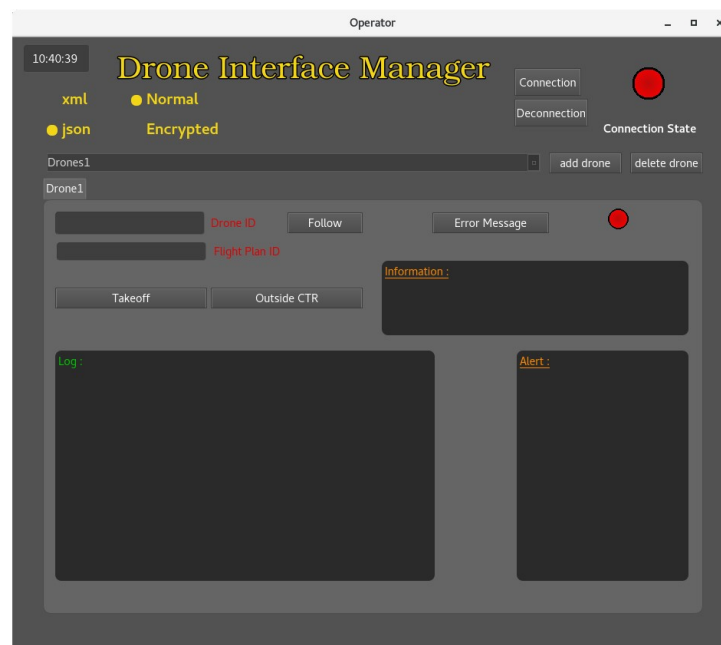 Operator
10:40:39
Drone Interface Manager
Connection
xml Normal
Deconnection
json Encrypted
Connection State
Drones1 add drone delete drone
Drone1
Drone ID Follow Error Message
Flight Plan ID
Information :
Takeoff Outside CTR
Log : Alert :